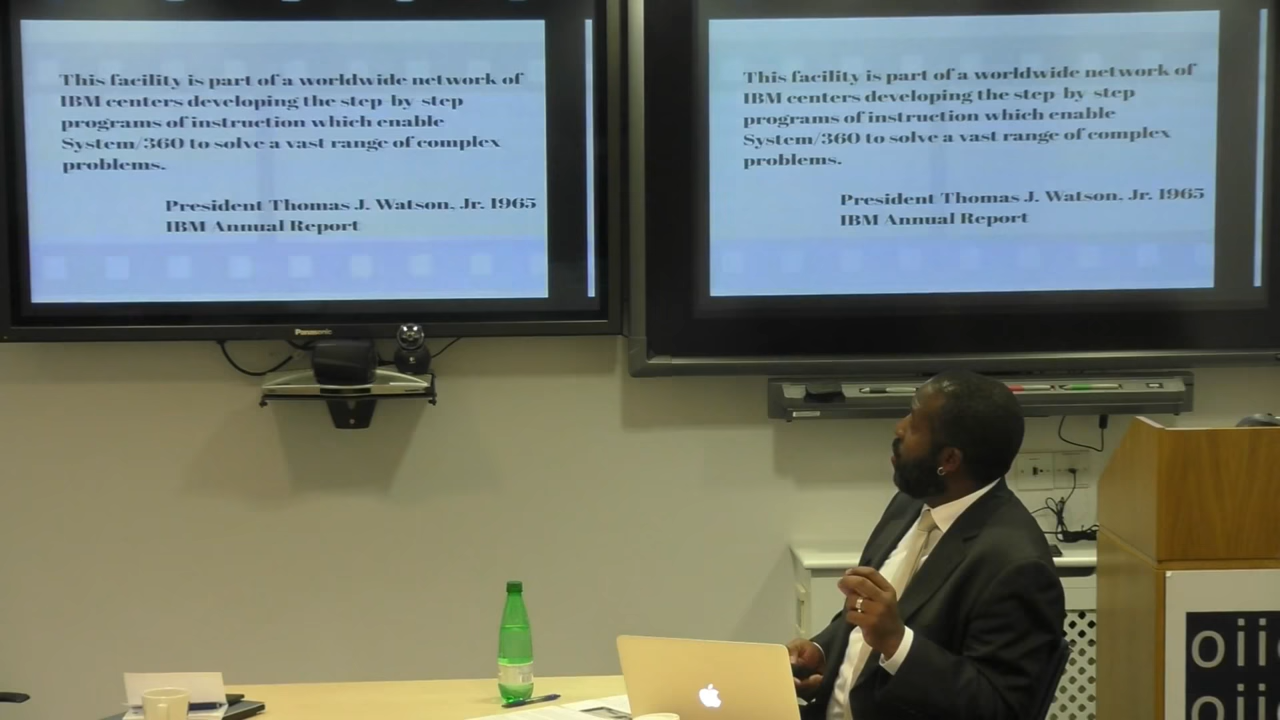 This facility is part of a worldwide network of
IBM centers developing the step-by-step
programs of instruction which enable
System/360 to solve a vast range of complex
problems.
President Thomas J. Watson, Jr. 1965
IBM Annual Report
This facility is part of a worldwide network of
IBM centers developing the step-by-step
programs of instruction which enable
System/360 to solve a vast range of complex
problems.
President Thomas J. Watson, Jr. 1965
IBM Annual Report
Panasonic
oii
oii